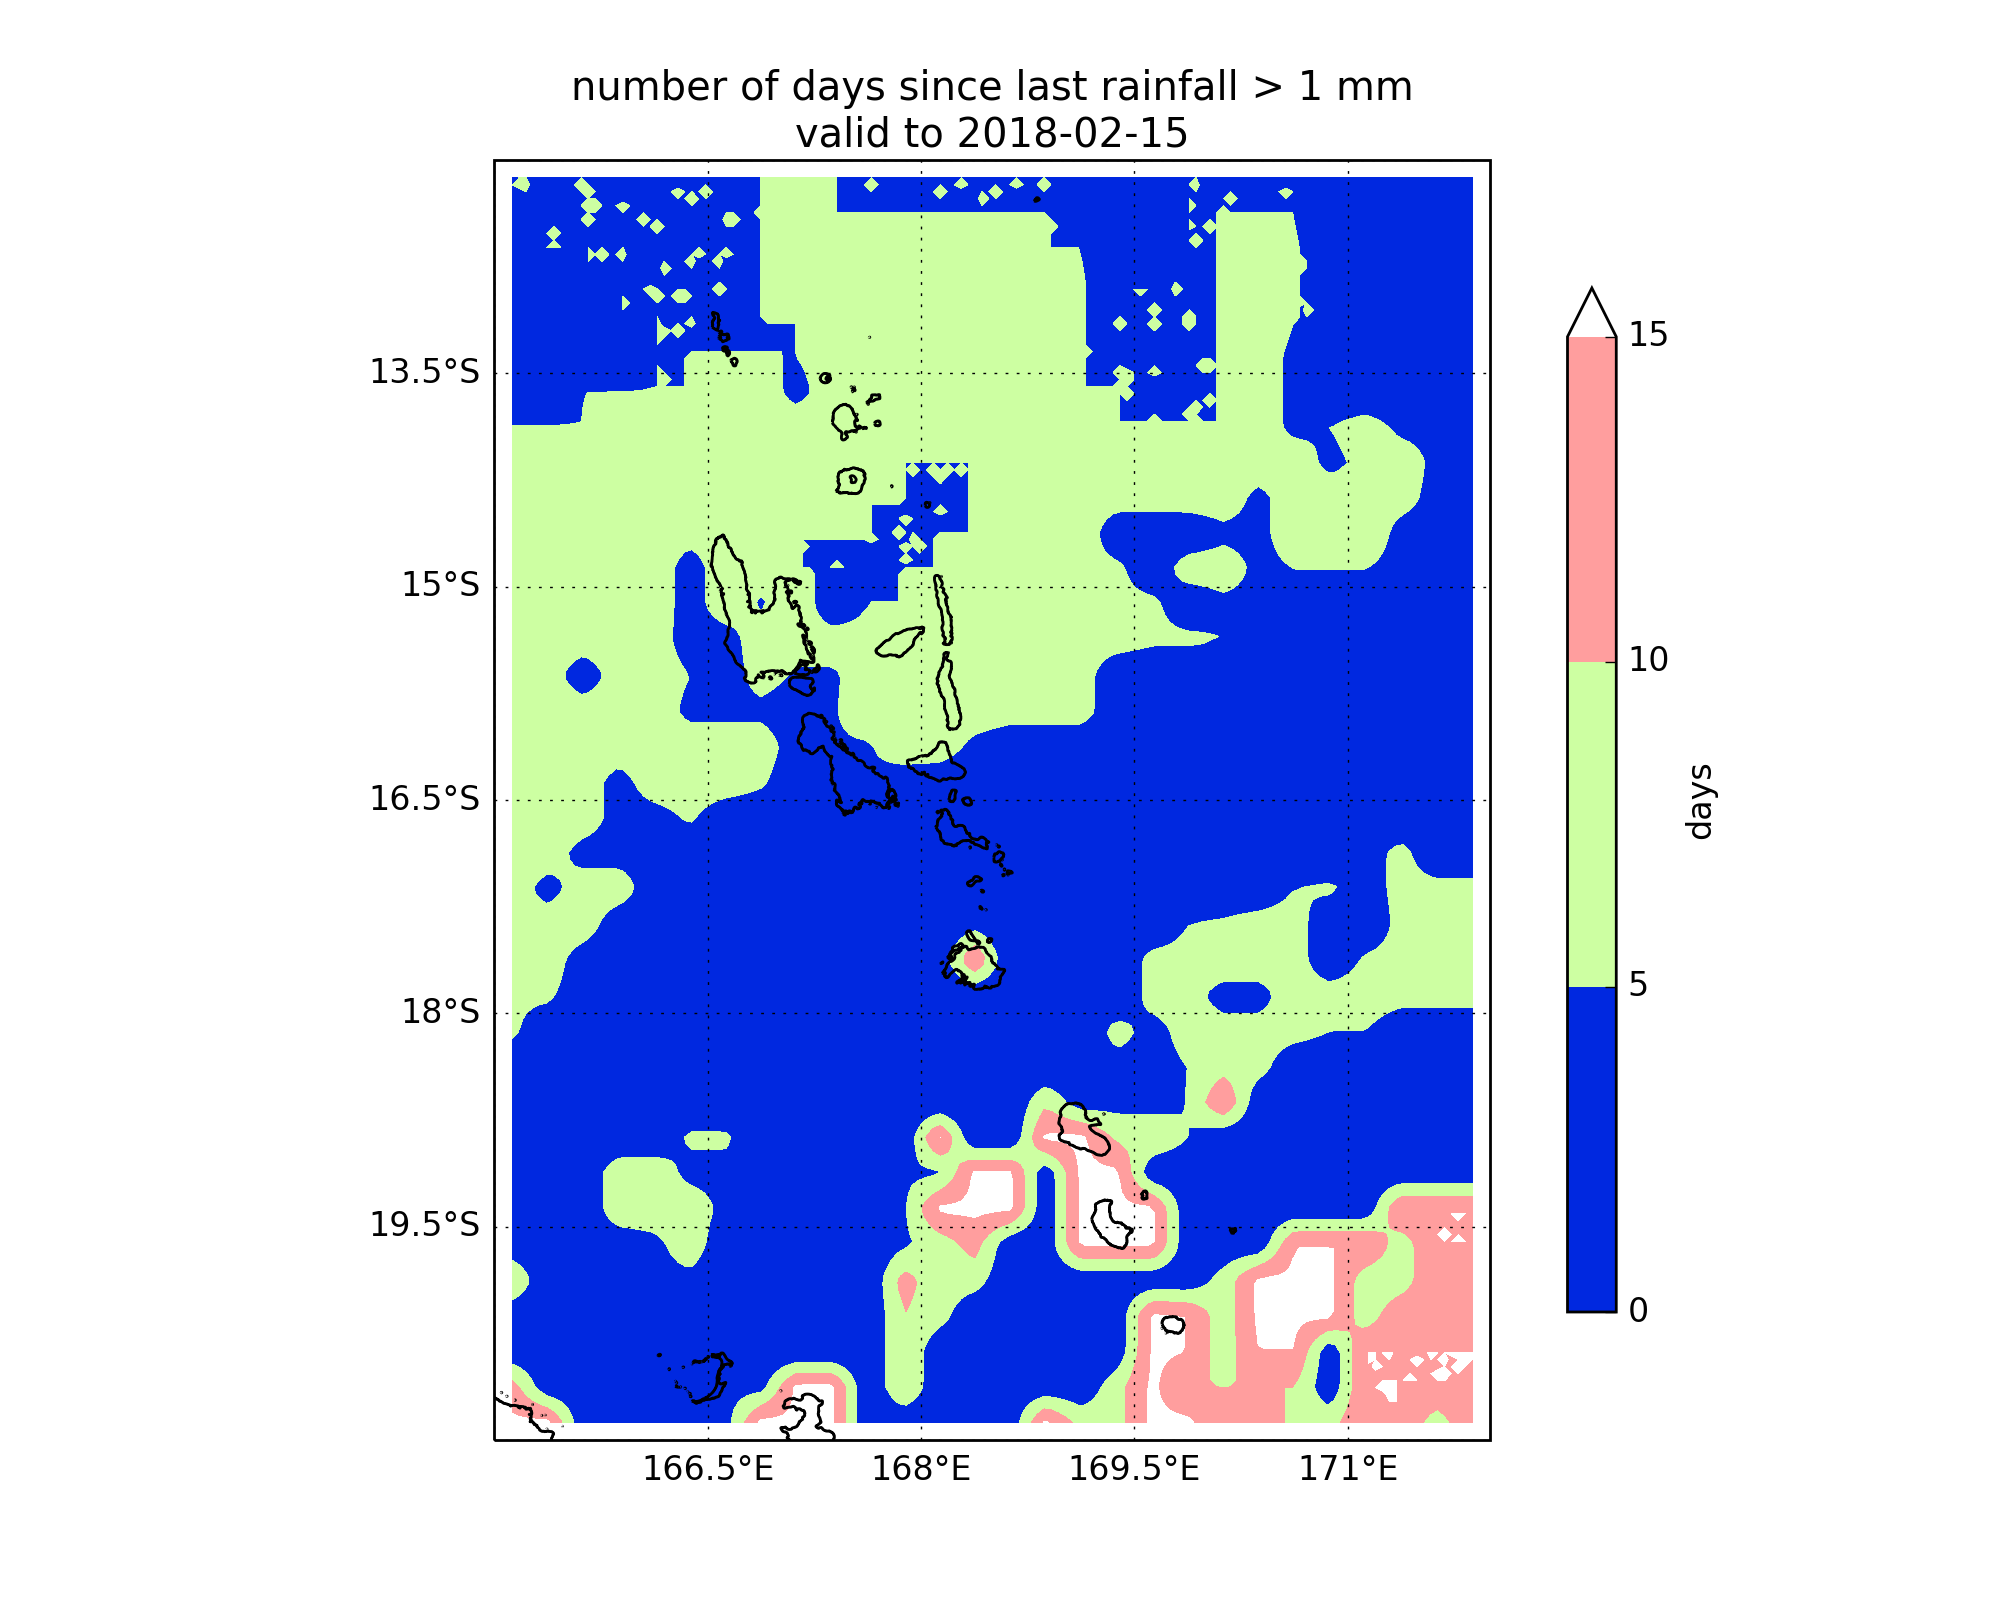 number of days since last rainfall > 1 mm
valid to 2018-02-15
13.5°S
15°S
16.5°S
18°S
19.5°S
166.5°E
168°E
169.5°E
171°E
15
10
5
0
days